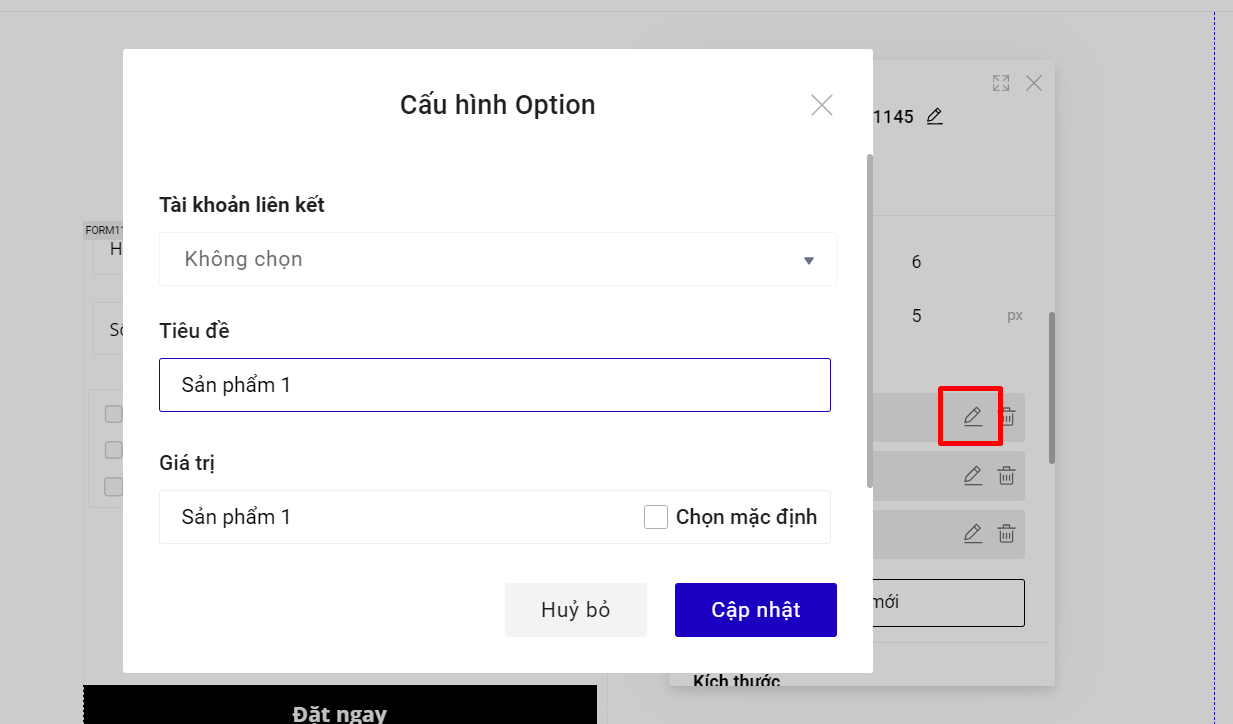 Cấu hình Option
1145
Tài khoản liên kết
FORM11
H
Không chọn
6
Tiêu đề
5 px
Sản phẩm 1
Giá trị
Sản phẩm 1
Chọn mặc định
Huỷ bỏ
Cập nhật
mới
Kích thước
Đặt ngay